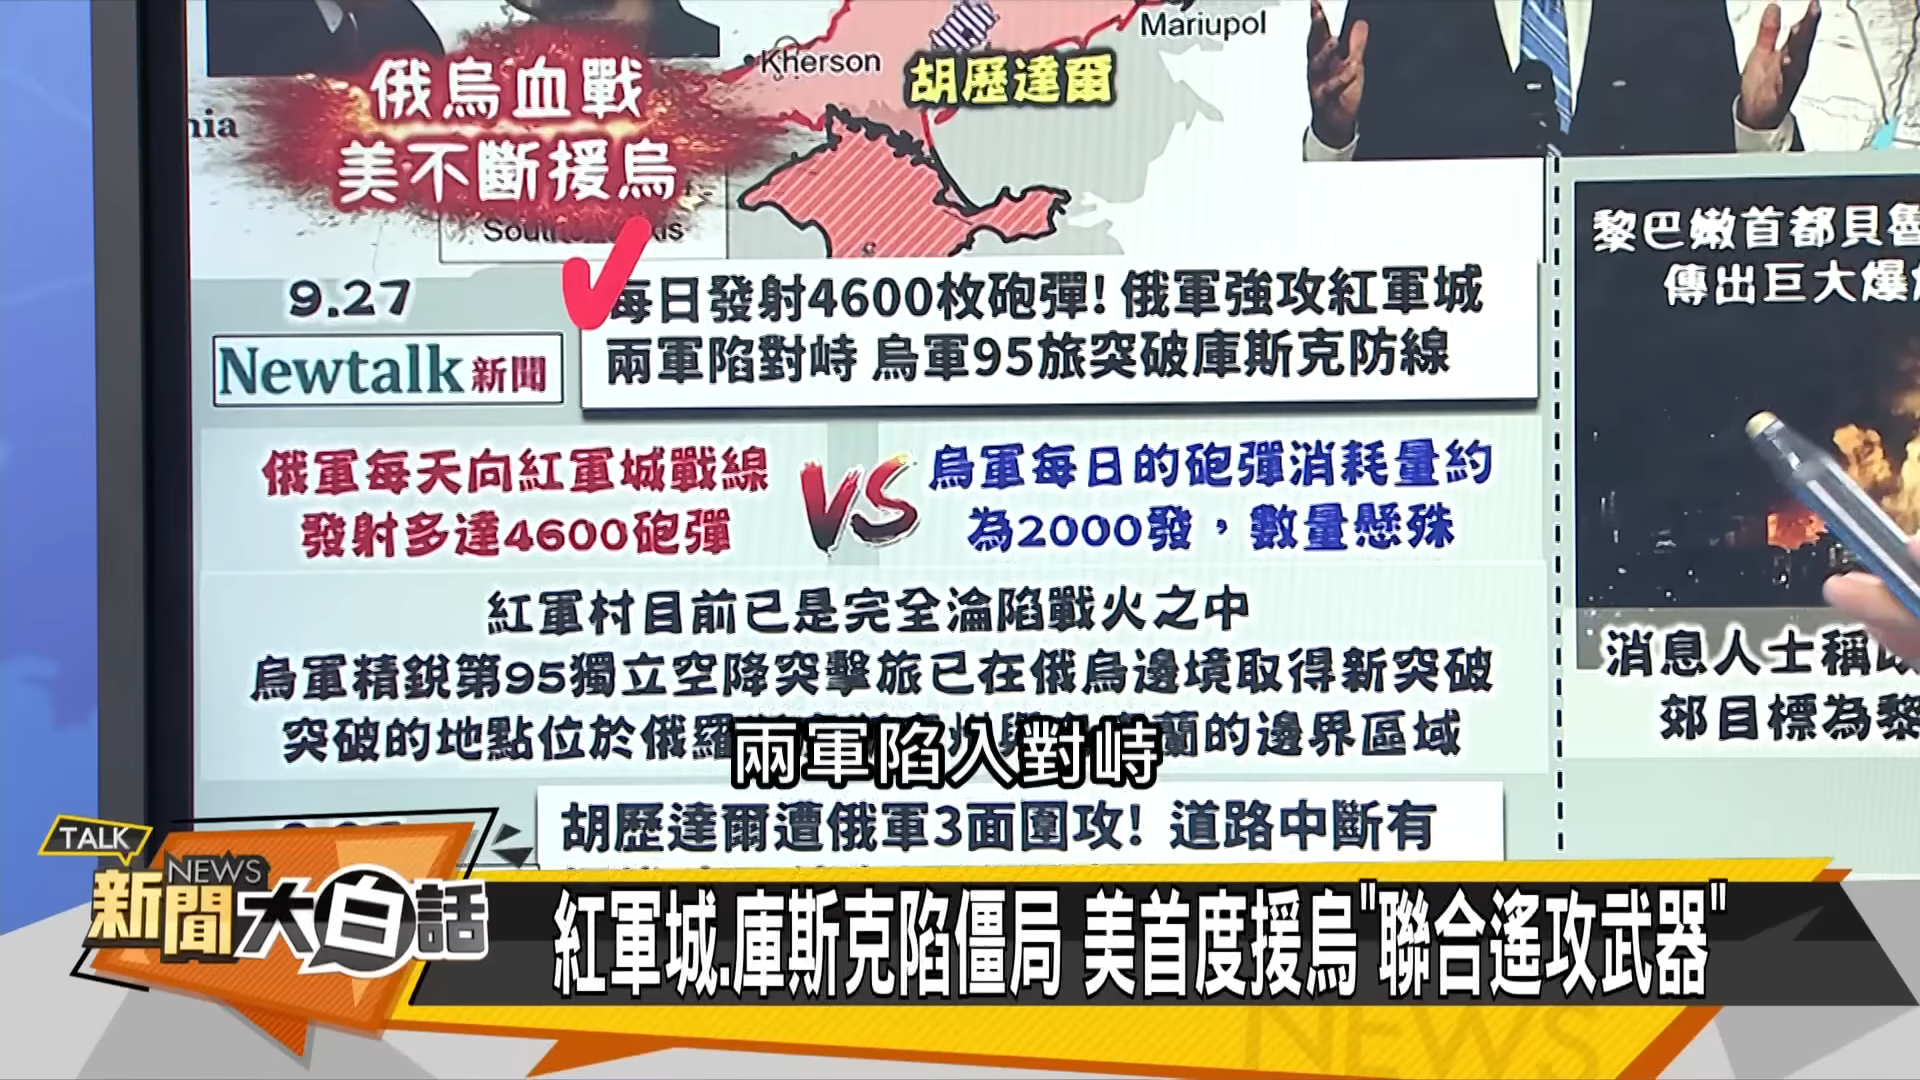 Mariupol
Kherson
胡歷達爾
nia
俄烏血戰
美不斷援烏
9.27
Newtalk新聞
每日發射4600枚砲彈! 俄軍強攻紅軍城
兩軍陷對峙 烏軍95旅突破庫斯克防線
俄軍每天向紅軍城戰線
發射多達4600砲彈
VS
烏軍每日的砲彈消耗量約
為2000發，數量懸殊
紅軍村目前已是完全淪陷戰火之中
烏軍精銳第95獨立空降突擊旅已在俄烏邊境取得新突破
突破的地點位於俄羅
蘭的邊界區域
兩軍陷入對峙
胡歷達爾遭俄軍3面圍攻! 道路中斷有
黎巴嫩首都貝魯
傳出巨大爆
消息人士稱
郊目標為黎
TALK
NEWS
新聞大白話
紅軍城.庫斯克陷僵局 美首度援烏"聯合遙攻武器"
NEWS